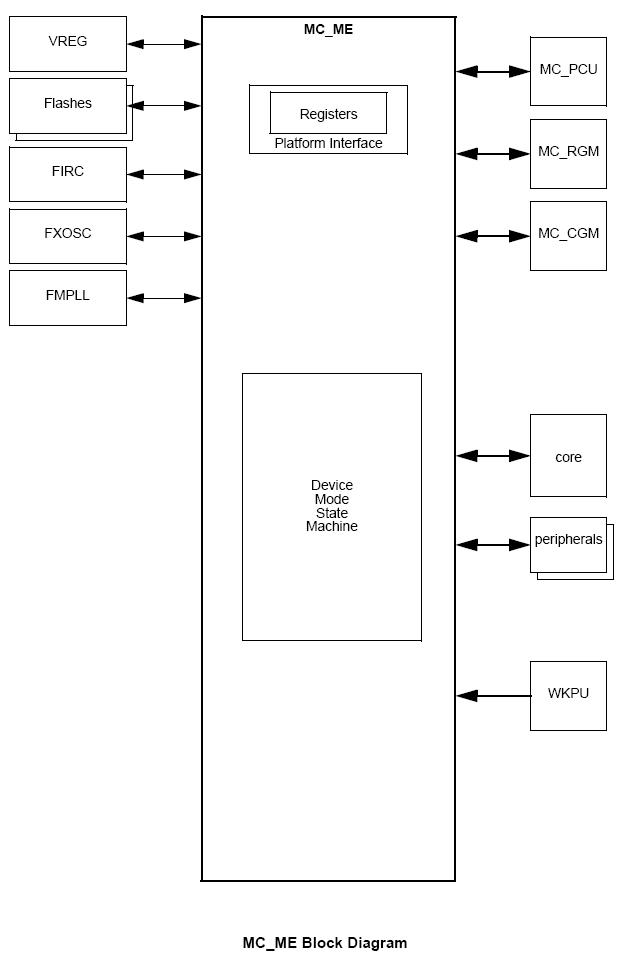 MC_ME
VREG
Flashes
FIRC
FXOSC
FMPLL
Registers
Platform Interface
Device
Mode
State
Machine
MC_PCU
MC_RGM
MC_CGM
core
peripherals
WKPU
MC_ME Block Diagram